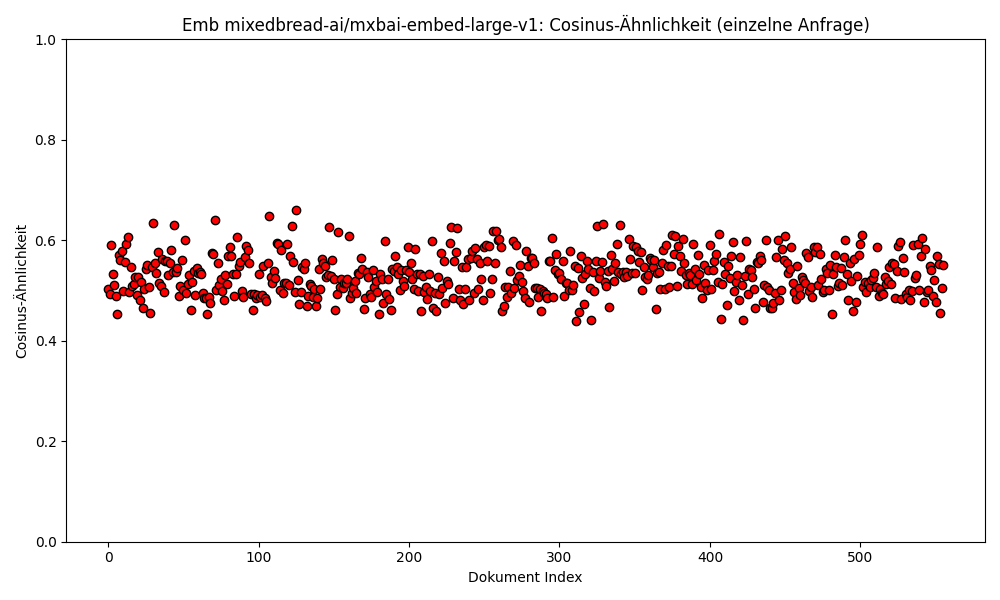 Emb mixedbread-ai/mxbai-embed-large-v1: Cosinus-Ähnlichkeit (einzelne Anfrage)
1.0
0.8
0.6
0.4
0.2
0.0
Cosinus-Ähnlichkeit
0 100 200 300 400 500
Dokument Index